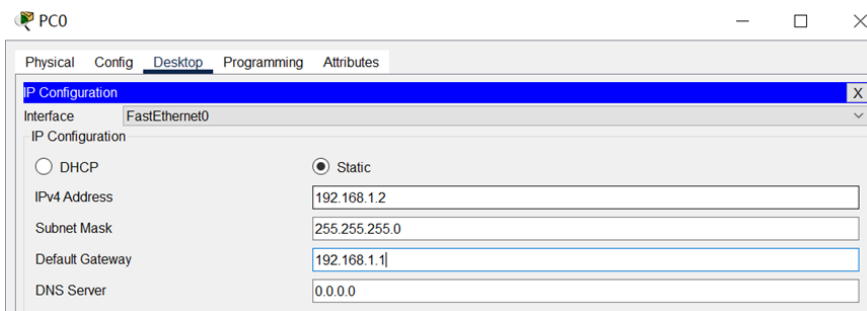 PC0
Physical Config Desktop Programming Attributes
IP Configuration X
Interface FastEthernet0
IP Configuration
DHCP Static
IPv4 Address 192.168.1.2
Subnet Mask 255.255.255.0
Default Gateway 192.168.1.1
DNS Server 0.0.0.0